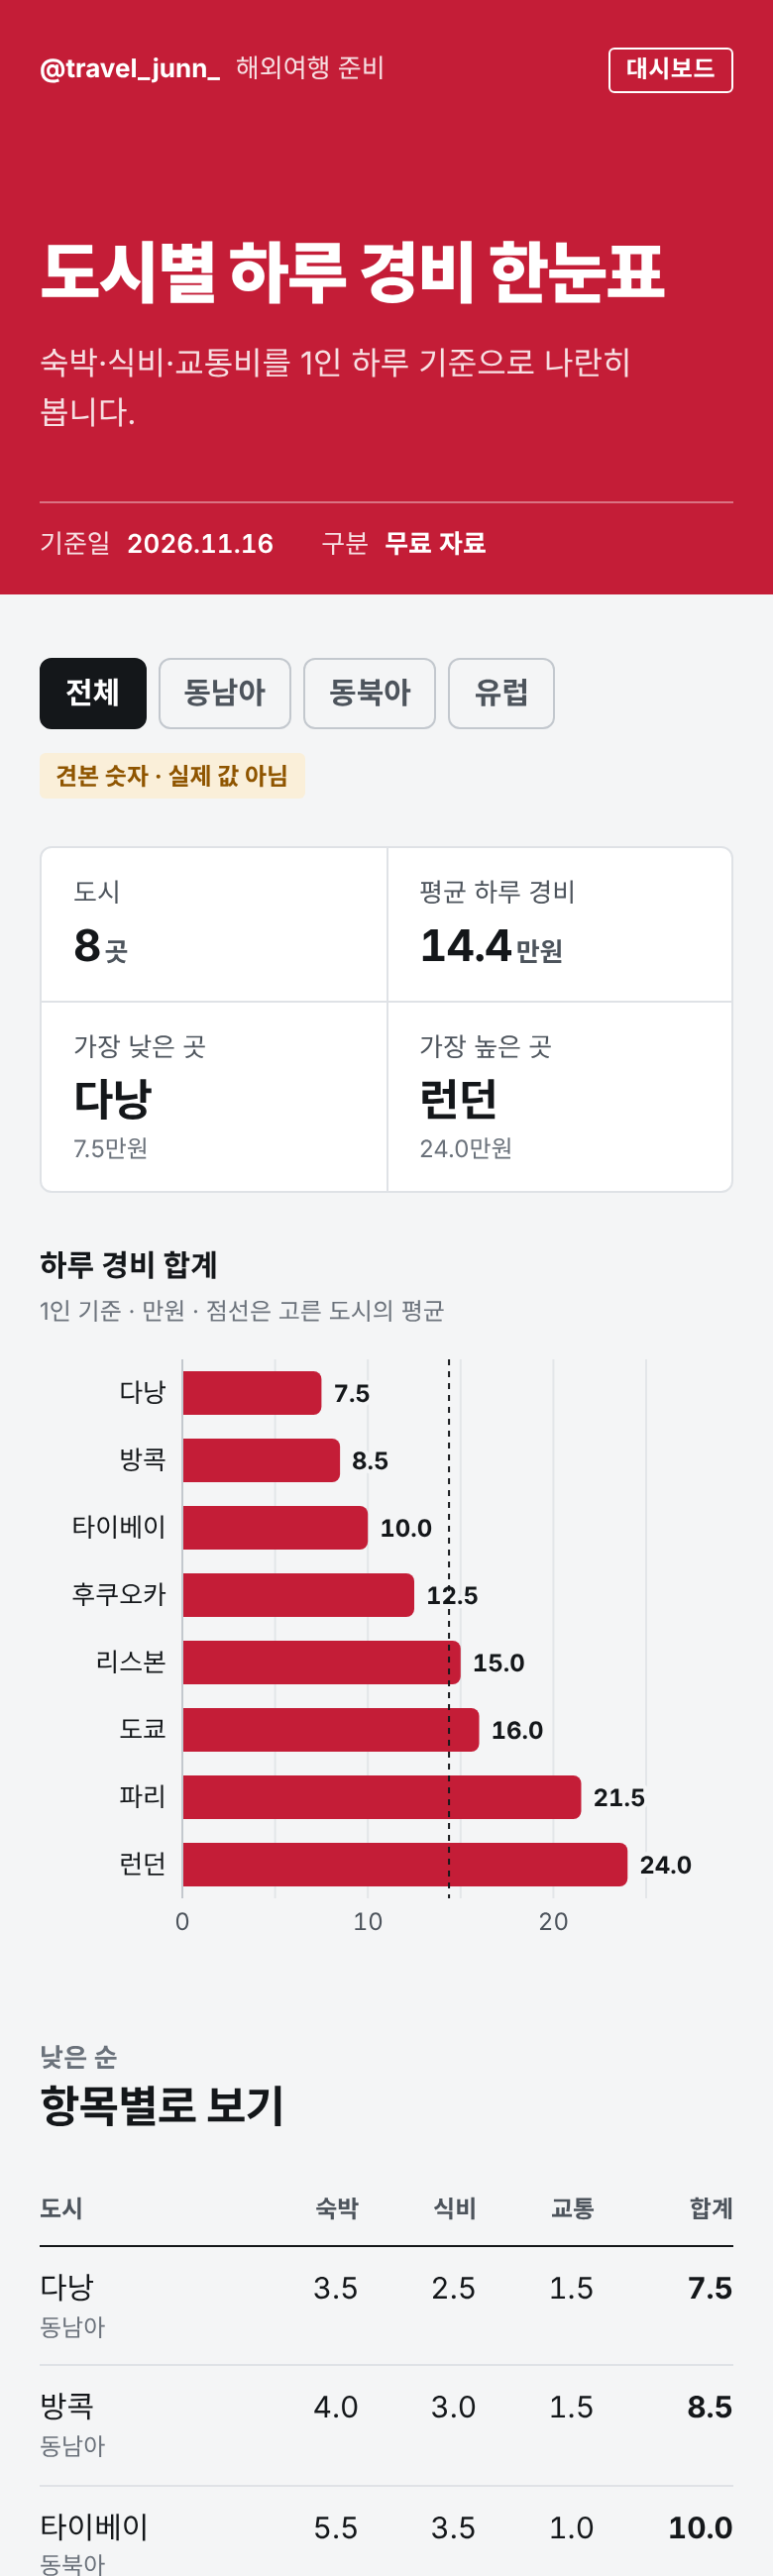 @travel_junn_ 해외여행 준비
대시보드
도시별 하루 경비 한눈표
숙박·식비·교통비를 1인 하루 기준으로 나란히
봅니다.
기준일 2026.11.16 구분 무료 자료
전체 동남아 동북아 유럽
견본 숫자 · 실제 값 아님
도시
8곳
평균 하루 경비
14.4만원
가장 낮은 곳
다낭
7.5만원
가장 높은 곳
런던
24.0만원
하루 경비 합계
1인 기준 · 만원 · 점선은 고른 도시의 평균
다낭 7.5
방콕 8.5
타이베이 10.0
후쿠오카 12.5
리스본 15.0
도쿄 16.0
파리 21.5
런던 24.0
0 10 20
낮은 순
항목별로 보기
도시 숙박 식비 교통 합계
다낭 3.5 2.5 1.5 7.5
동남아
방콕 4.0 3.0 1.5 8.5
동남아
타이베이 5.5 3.5 1.0 10.0
동북아